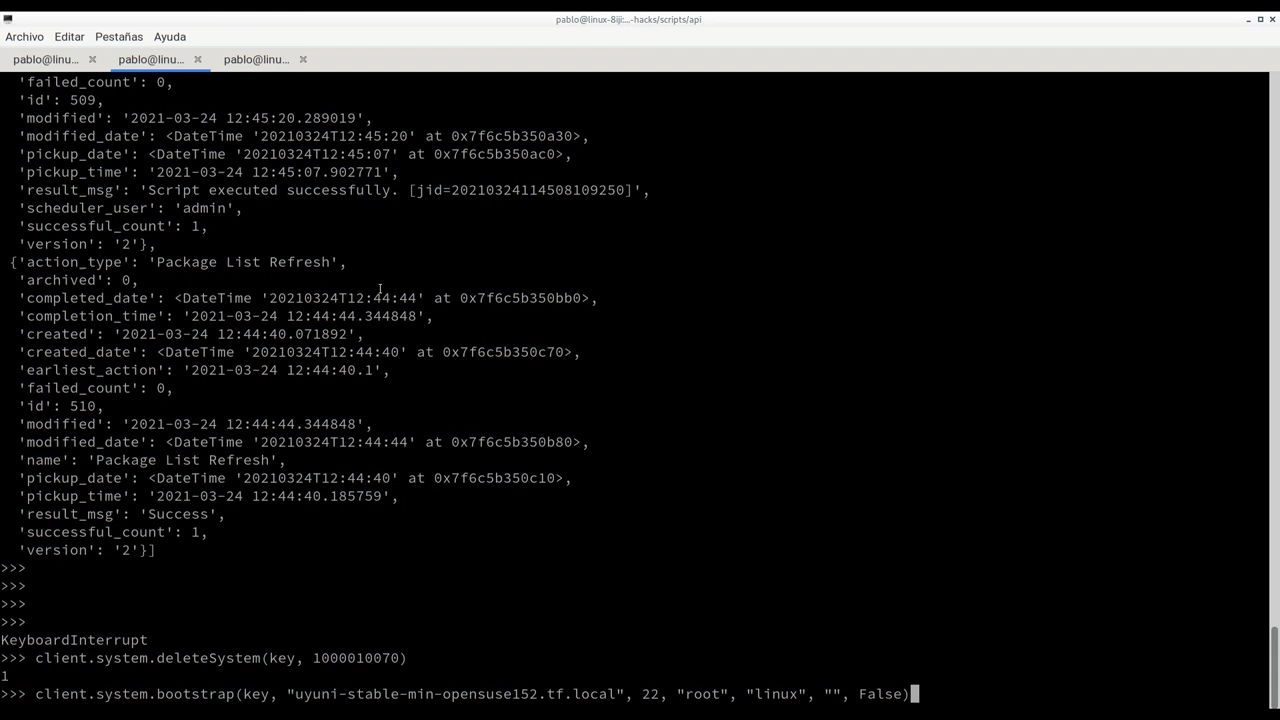 pablo@linux-8iji:...-hacks/scripts/api
Archivo Editar Pestañas Ayuda
pablo@linu... pablo@linu... pablo@linu...
'failed_count': 0,
'id': 509,
'modified': '2021-03-24 12:45:20.289019',
'modified_date': <DateTime '20210324T12:45:20' at 0x7f6c5b350a30>,
'pickup_date': <DateTime '20210324T12:45:07' at 0x7f6c5b350ac0>,
'pickup_time': '2021-03-24 12:45:07.902771',
'result_msg': 'Script executed successfully. [jid=20210324114508109250]',
'scheduler_user': 'admin',
'successful_count': 1,
'version': '2'},
{'action_type': 'Package List Refresh',
'archived': 0,
'completed_date': <DateTime '20210324T12:44:44' at 0x7f6c5b350bb0>,
'completion_time': '2021-03-24 12:44:44.344848',
'created': '2021-03-24 12:44:40.071892',
'created_date': <DateTime '20210324T12:44:40' at 0x7f6c5b350c70>,
'earliest_action': '2021-03-24 12:44:40.1',
'failed_count': 0,
'id': 510,
'modified': '2021-03-24 12:44:44.344848',
'modified_date': <DateTime '20210324T12:44:44' at 0x7f6c5b350b80>,
'name': 'Package List Refresh',
'pickup_date': <DateTime '20210324T12:44:40' at 0x7f6c5b350c10>,
'pickup_time': '2021-03-24 12:44:40.185759',
'result_msg': 'Success',
'successful_count': 1,
'version': '2'}]
>>>
>>>
>>>
>>>
KeyboardInterrupt
>>> client.system.deleteSystem(key, 1000010070)
1
>>> client.system.bootstrap(key, "uyuni-stable-min-opensuse152.tf.local", 22, "root", "linux", "", False)